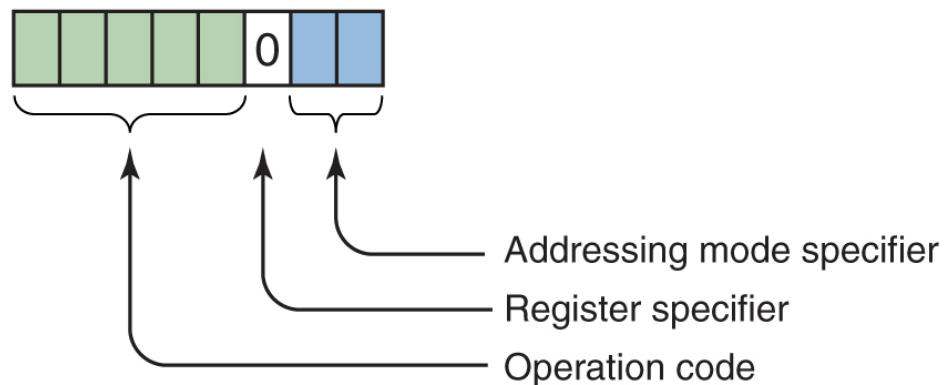 0
Addressing mode specifier
Register specifier
Operation code